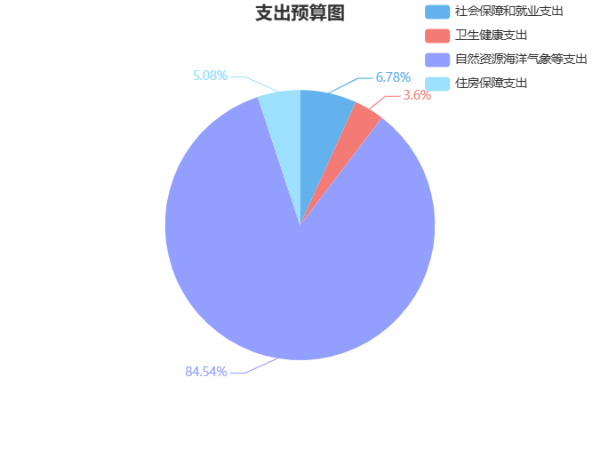 支出预算图
社会保障和就业支出
卫生健康支出
自然资源海洋气象等支出
住房保障支出
5.08%
6.78%
3.6%
84.54%